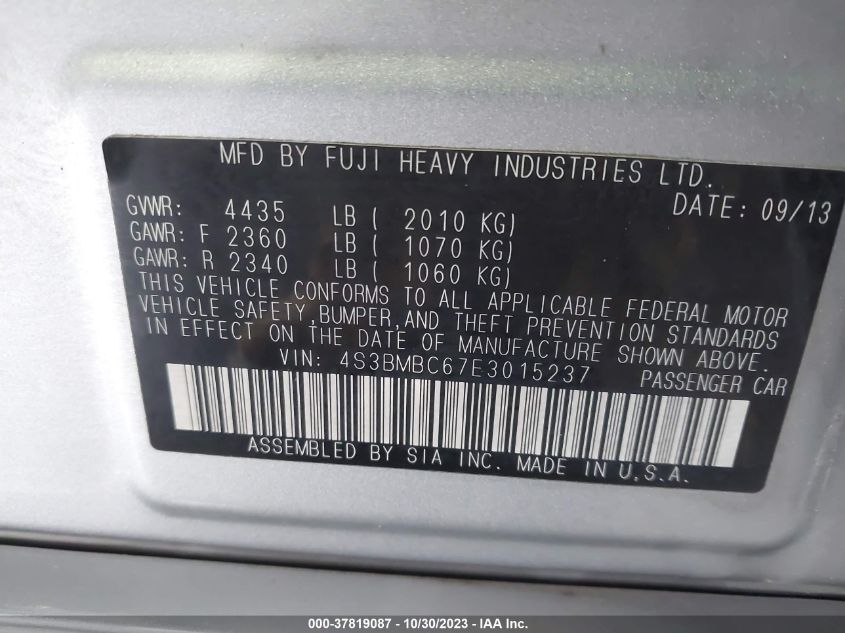 MFD BY FUJI HEAVY INDUSTRIES LTD.
DATE: 09/13
GVWR: 4435 LB ( 2010 KG)
GAWR: F 2360 LB ( 1070 KG)
GAWR: R 2340 LB ( 1060 KG)
THIS VEHICLE CONFORMS TO ALL APPLICABLE FEDERAL MOTOR
VEHICLE SAFETY,BUMPER,AND THEFT PREVENTION STANDARDS
IN EFFECT ON THE DATE OF MANUFACTURE SHOWN ABOVE.
VIN: 4S3BMBC67E3015237 PASSENGER CAR
ASSEMBLED BY SIA INC. MADE IN U.S.A.
000-37819087 - 10/30/2023 - IAA Inc.